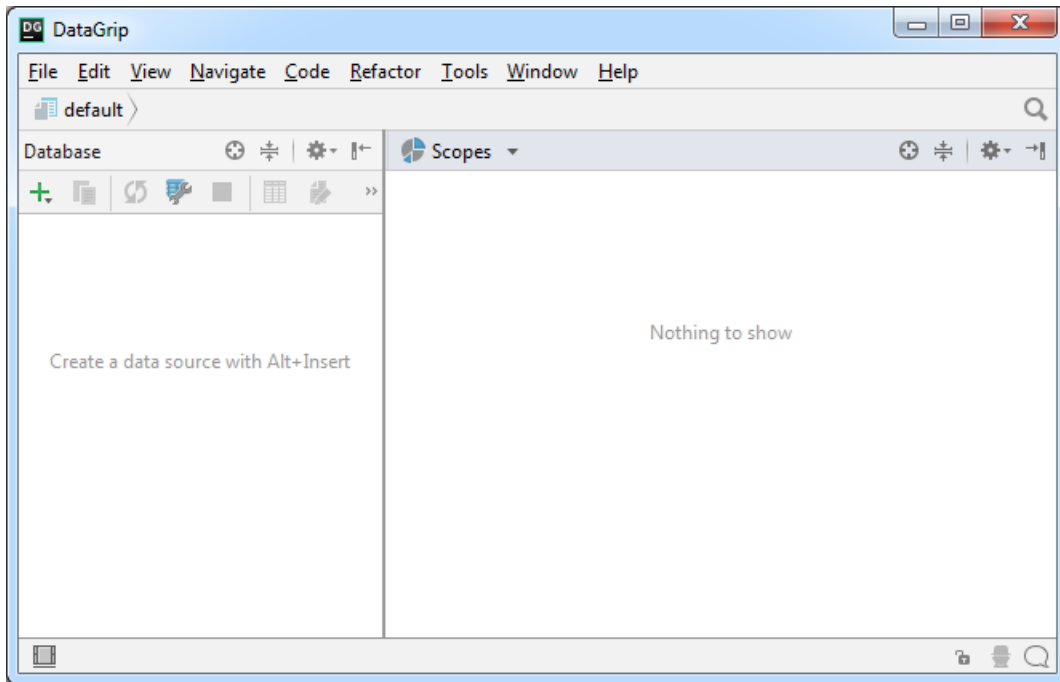 DG DataGrip
File Edit View Navigate Code Refactor Tools Window Help
default
Database
Scopes
Nothing to show
Create a data source with Alt+Insert